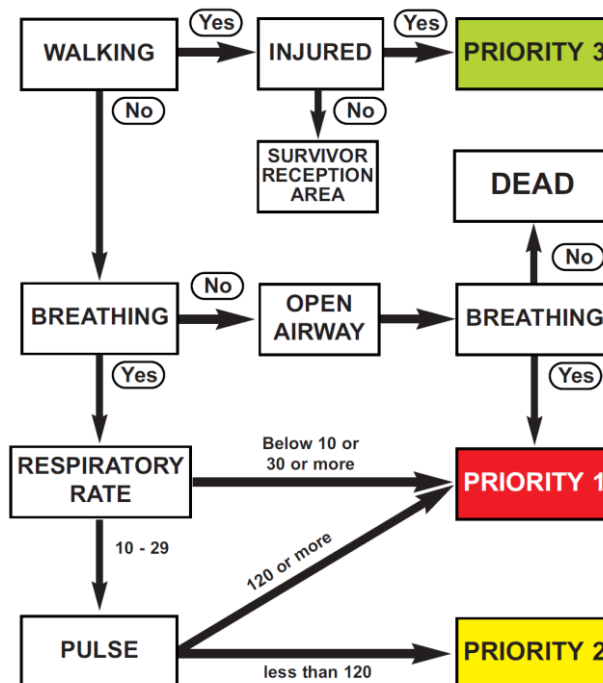 Yes
Yes
WALKING
INJURED
PRIORITY 3
No
No
SURVIVOR
RECEPTION
AREA
DEAD
No
No
BREATHING
OPEN
AIRWAY
BREATHING
Yes
Yes
RESPIRATORY
RATE
Below 10 or
30 or more
PRIORITY 1
10 - 29
120 or more
PULSE
less than 120
PRIORITY 2